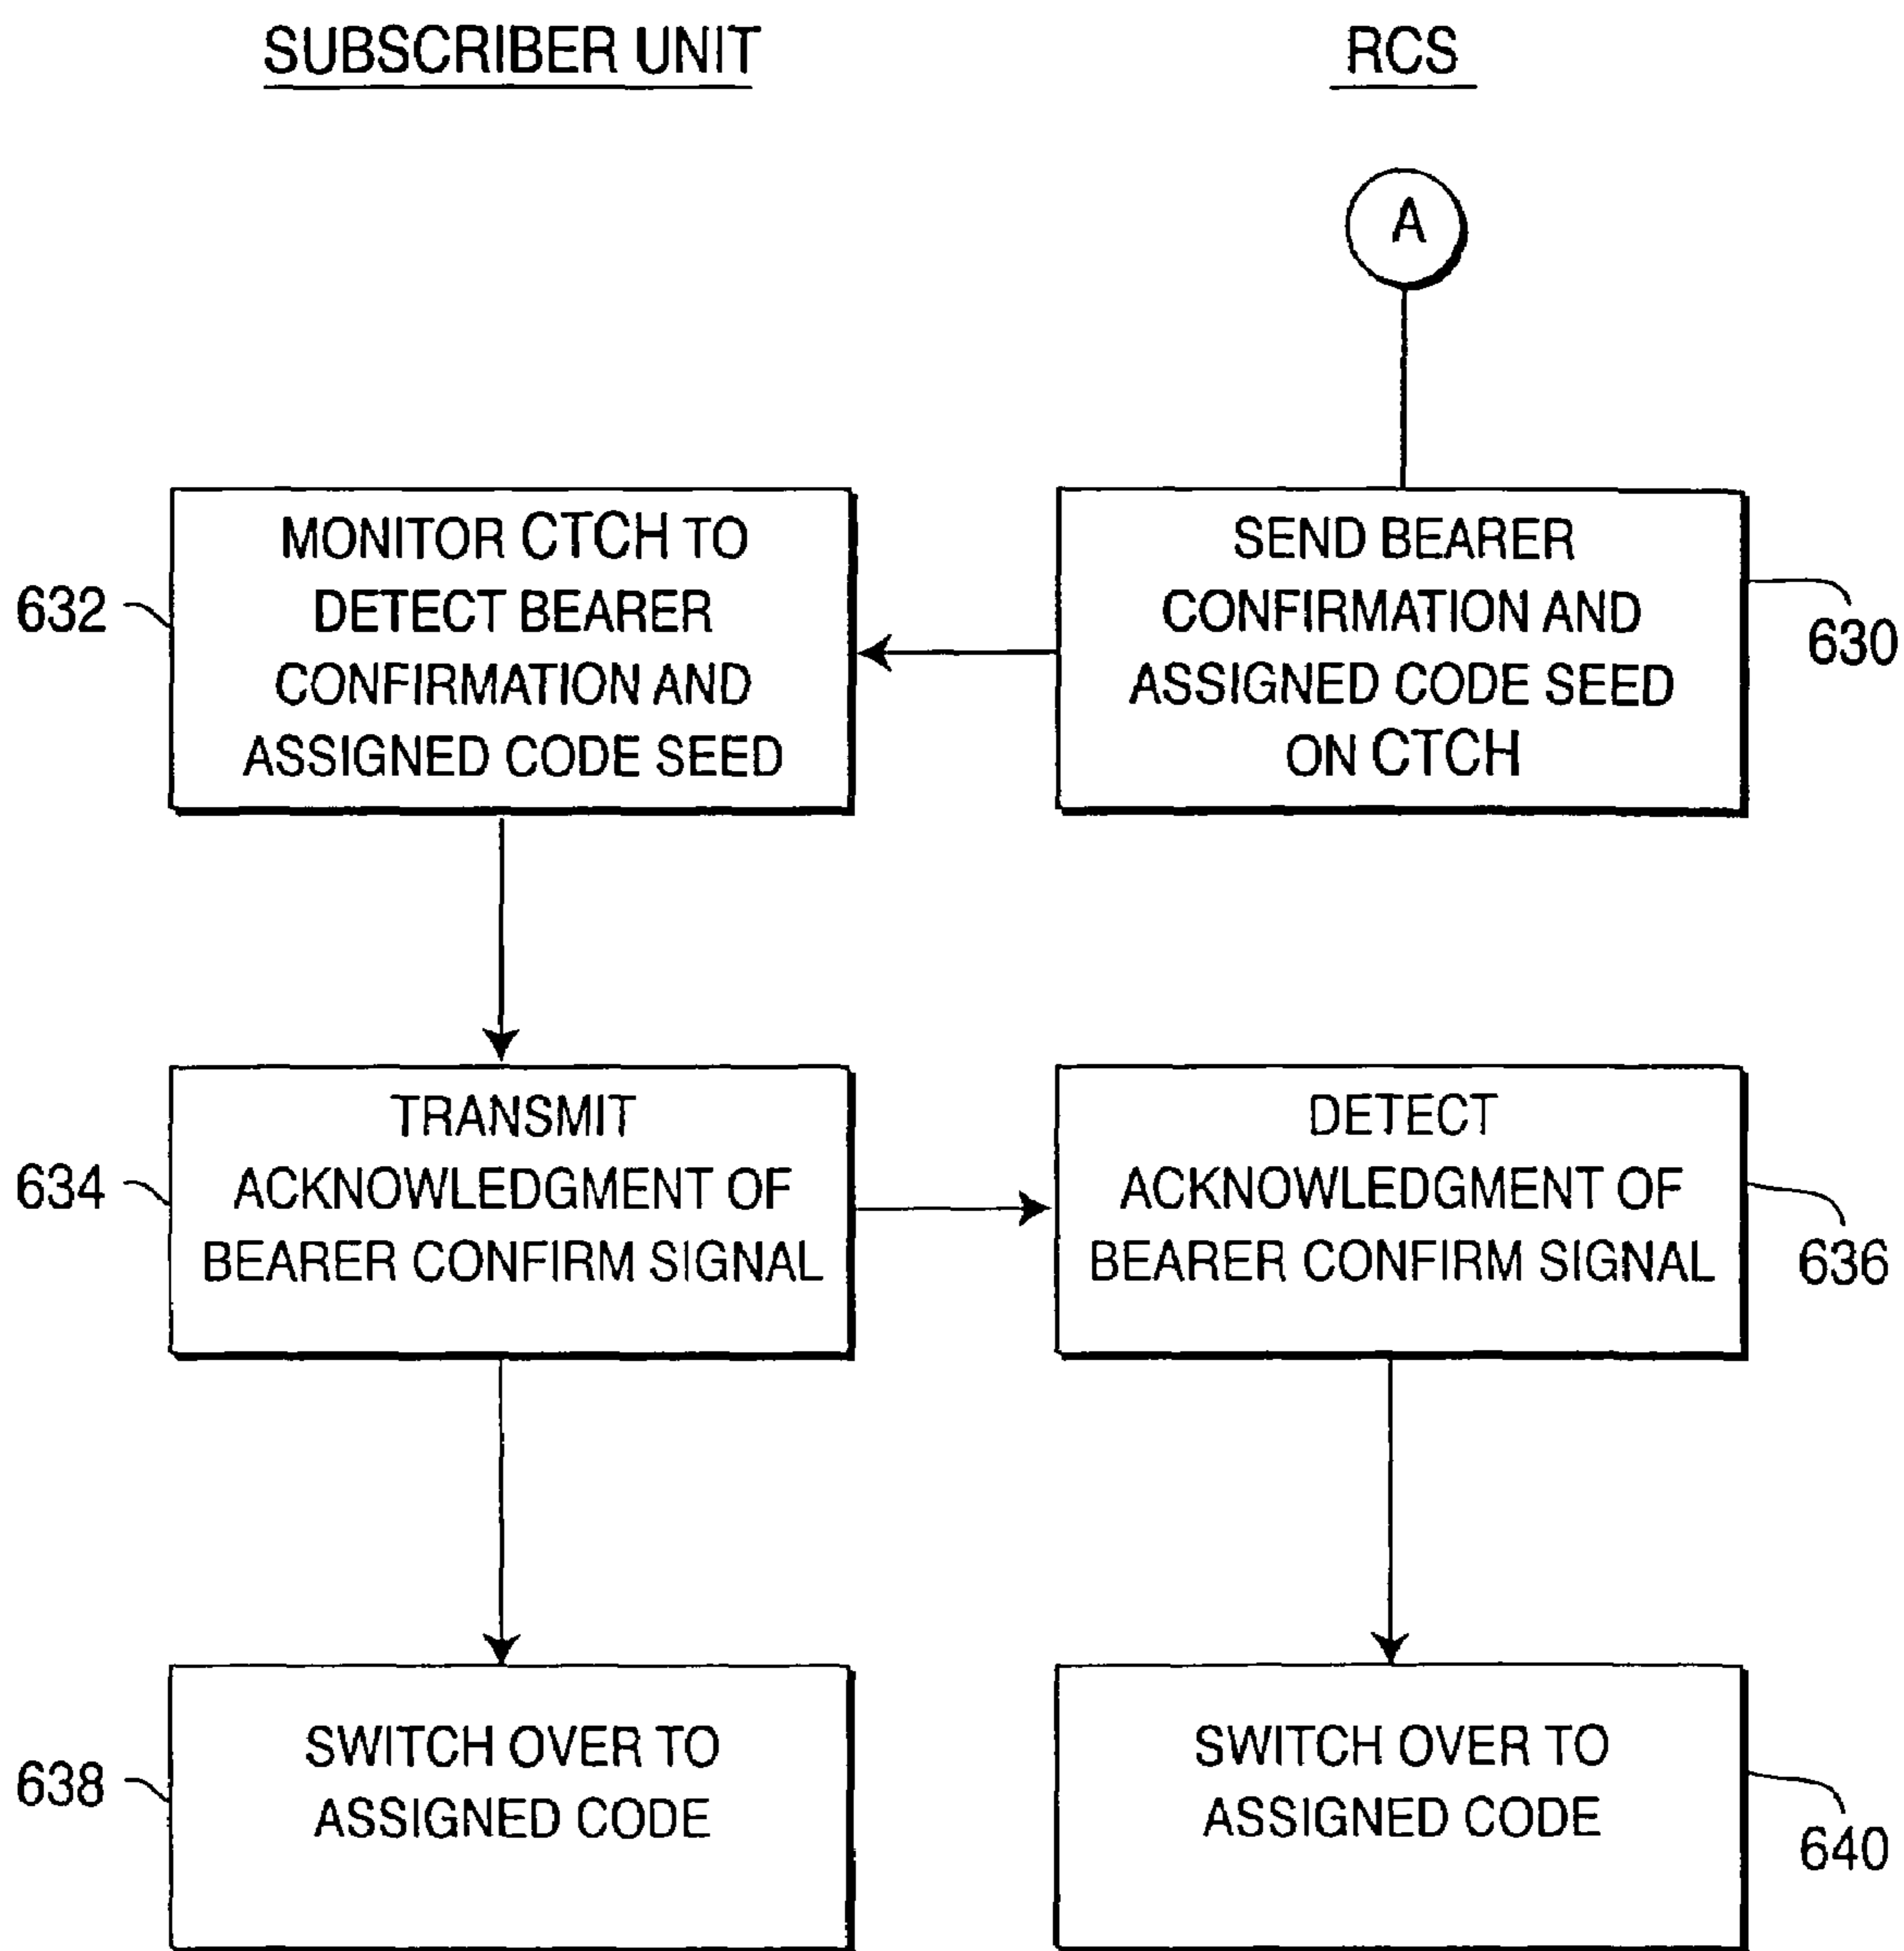 SUBSCRIBER UNIT
RCS
A
MONITOR CTCH TO
DETECT BEARER
CONFIRMATION AND
ASSIGNED CODE SEED
632
SEND BEARER
CONFIRMATION AND
ASSIGNED CODE SEED
ON CTCH
630
TRANSMIT
ACKNOWLEDGMENT OF
BEARER CONFIRM SIGNAL
634
DETECT
ACKNOWLEDGMENT OF
BEARER CONFIRM SIGNAL
636
SWITCH OVER TO
ASSIGNED CODE
638
SWITCH OVER TO
ASSIGNED CODE
640